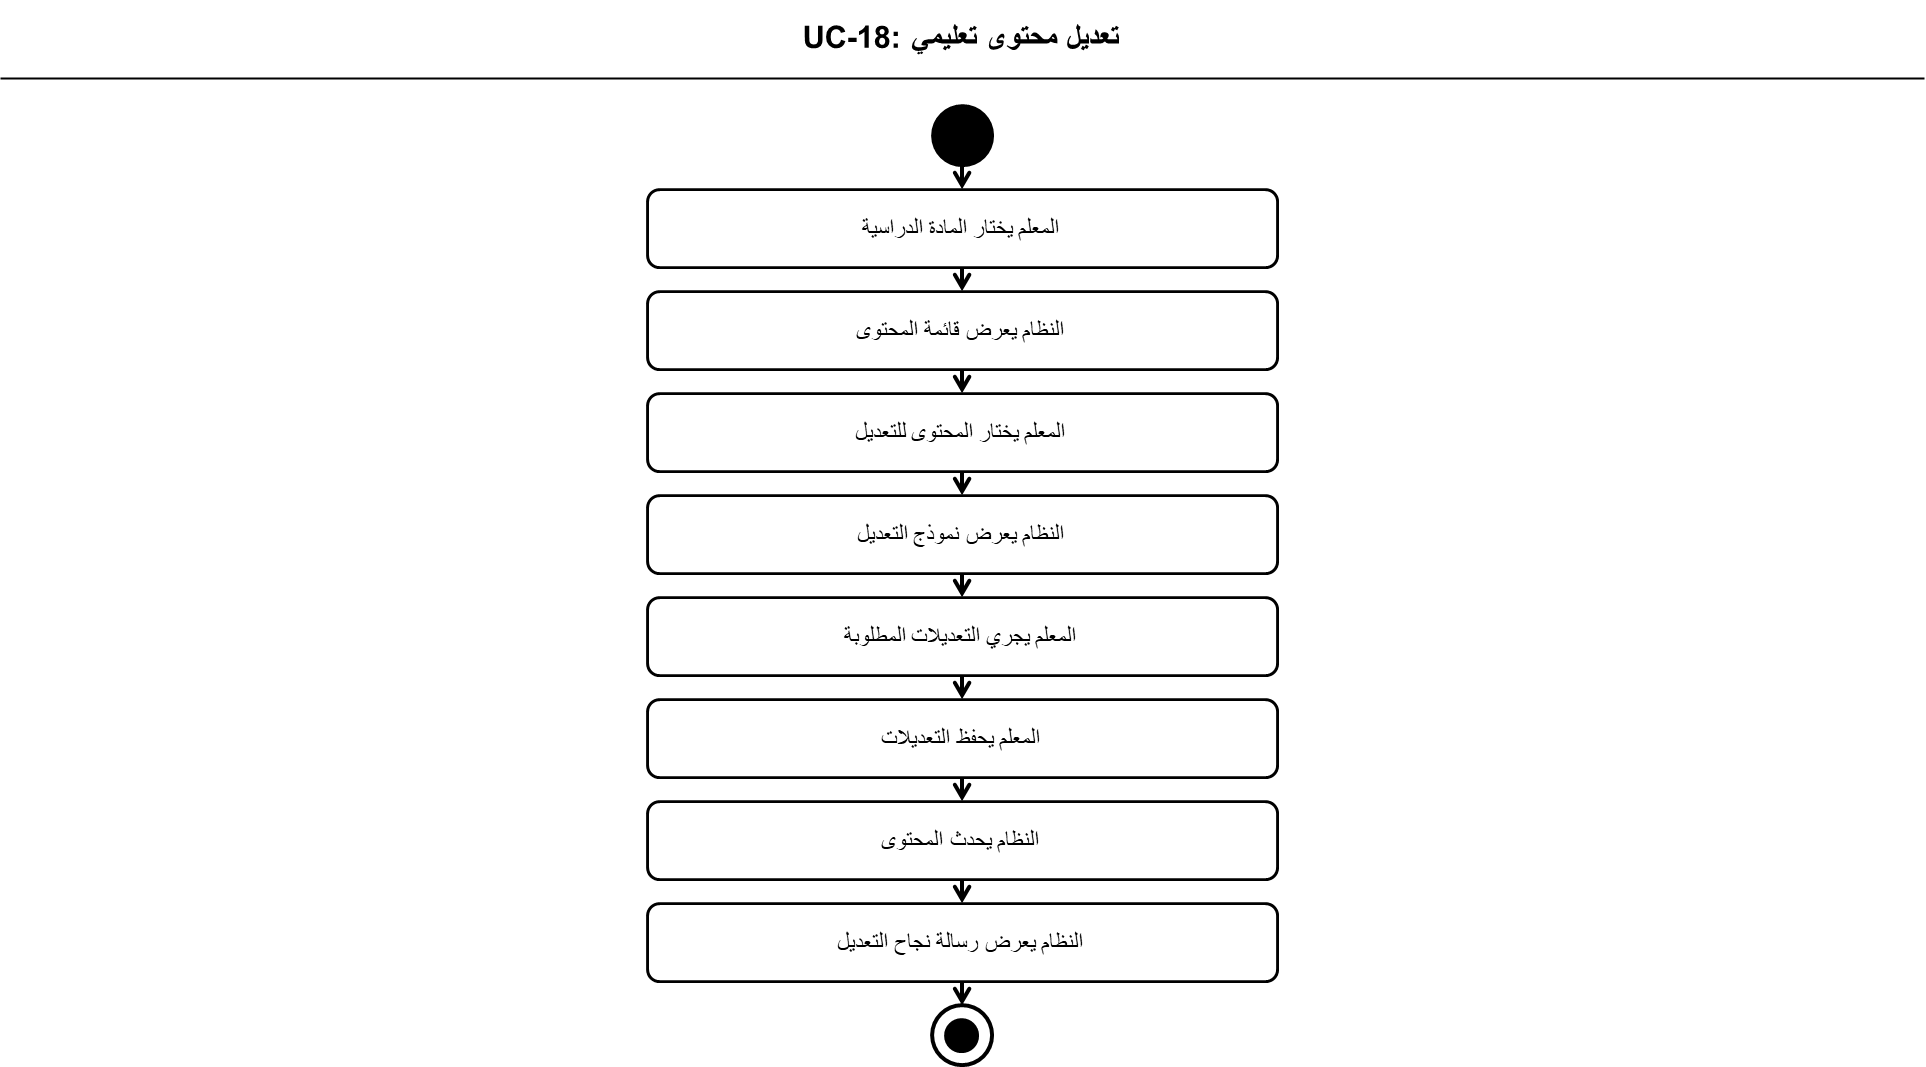 UC-18: تعديل محتوى تعليمي
المعلم يختار المادة الدراسية
النظام يعرض قائمة المحتوى
المعلم يختار المحتوى للتعديل
النظام يعرض نموذج التعديل
المعلم يجري التعديلات المطلوبة
المعلم يحفظ التعديلات
النظام يحدث المحتوى
النظام يعرض رسالة نجاح التعديل